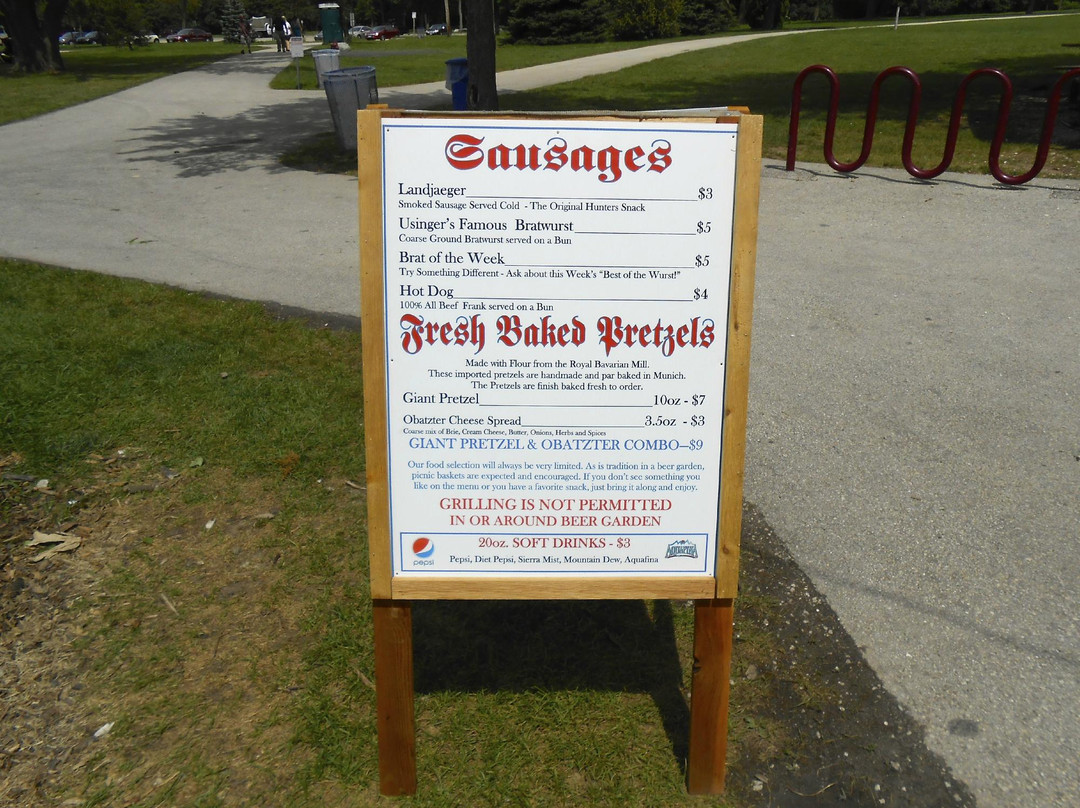 Sausages
Landjaeger $3
Smoked Sausage Served Cold - The Original Hunters Snack
Usinger's Famous Bratwurst $5
Coarse Ground Bratwurst served on a Bun
Brat of the Week $5
Try Something Different - Ask about this Week's "Best of the Wurst!"
Hot Dog $4
100% All Beef Frank served on a Bun
Fresh Baked Pretzels
Made with Flour from the Royal Bavarian Mill.
These imported pretzels are handmade and par baked in Munich.
The Pretzels are finish baked fresh to order.
Giant Pretzel 10oz - $7
Obatzter Cheese Spread 3.5oz - $3
Coarse mix of Brie, Cream Cheese, Butter, Onions, Herbs and Spices
GIANT PRETZEL & OBATZTER COMBO–$9
Our food selection will always be very limited. As is tradition in a beer garden,
picnic baskets are expected and encouraged. If you don't see something you
like on the menu or you have a favorite snack, just bring it along and enjoy.
GRILLING IS NOT PERMITTED
IN OR AROUND BEER GARDEN
20oz. SOFT DRINKS - $3
Pepsi, Diet Pepsi, Sierra Mist, Mountain Dew, Aquafina
pepsi
AQUAFINA